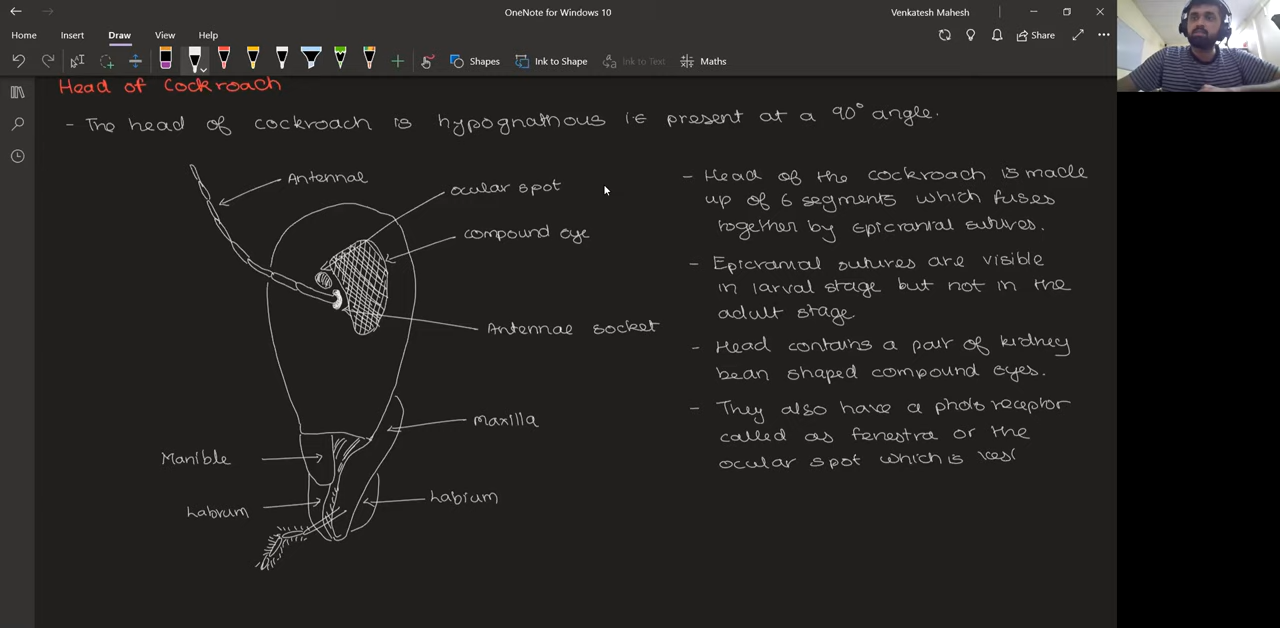 OneNote for Windows 10
Venkatesh Mahesh
Home Insert Draw View Help
Shapes Ink to Shape Ink to Text Maths
Share
Head of Cockroach
- The head of cockroach is hypognathous i.e present at a 90° angle.
Antennae
ocular spot
compound eye
Antennae socket
Maxilla
Manible
Labrum
Labium
- Head of the cockroach is made
up of 6 segments which fuses
together by Epicranial sutures.
- Epicranial sutures are visible
in larval stage but not in the
adult stage
- Head contains a pair of kidney
bean shaped compound eyes.
- They also have a photo receptor
called as fenestra or the
ocular spot which is